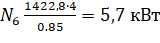 N₆ (1422,8·4)/0.85 = 5,7 кВт